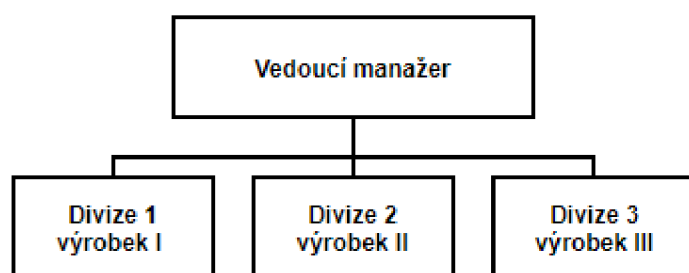 Vedoucí manažer
Divize 1
výrobek I
Divize 2
výrobek II
Divize 3
výrobek III